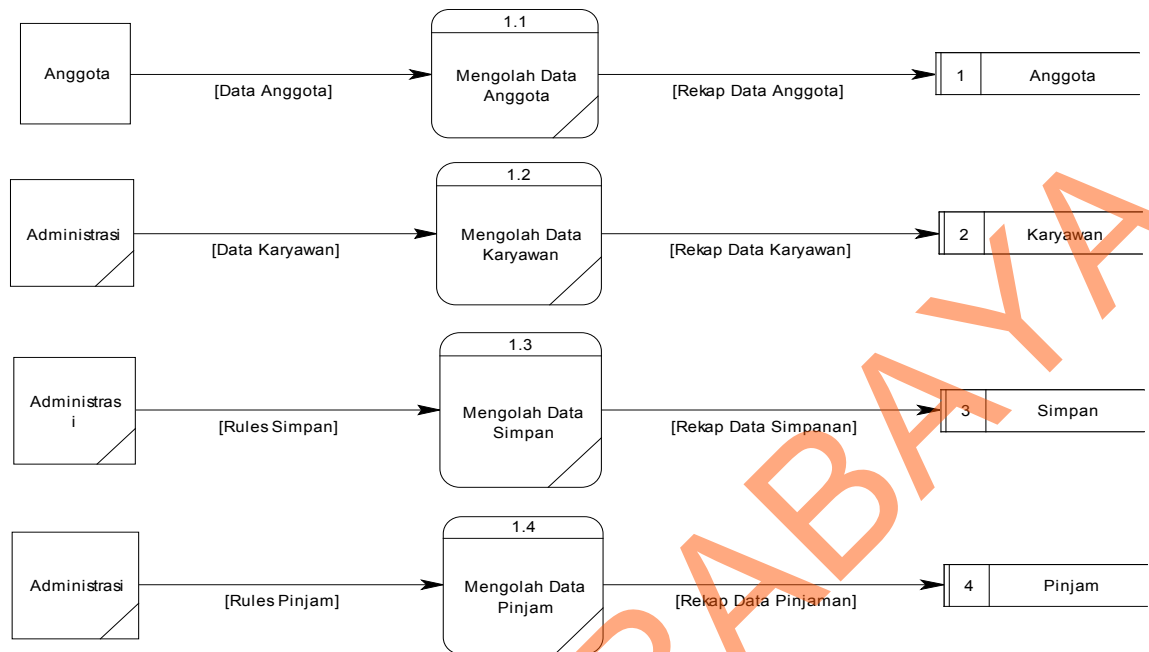 1.1
Anggota
Mengolah Data
Anggota
[Data Anggota]
[Rekap Data Anggota]
1
Anggota
1.2
Administrasi
Mengolah Data
Karyawan
[Data Karyawan]
[Rekap Data Karyawan]
2
Karyawan
1.3
Administras
i
Mengolah Data
Simpan
[Rules Simpan]
[Rekap Data Simpanan]
3
Simpan
1.4
Administrasi
Mengolah Data
Pinjam
[Rules Pinjam]
[Rekap Data Pinjaman]
4
Pinjam
RABAYA